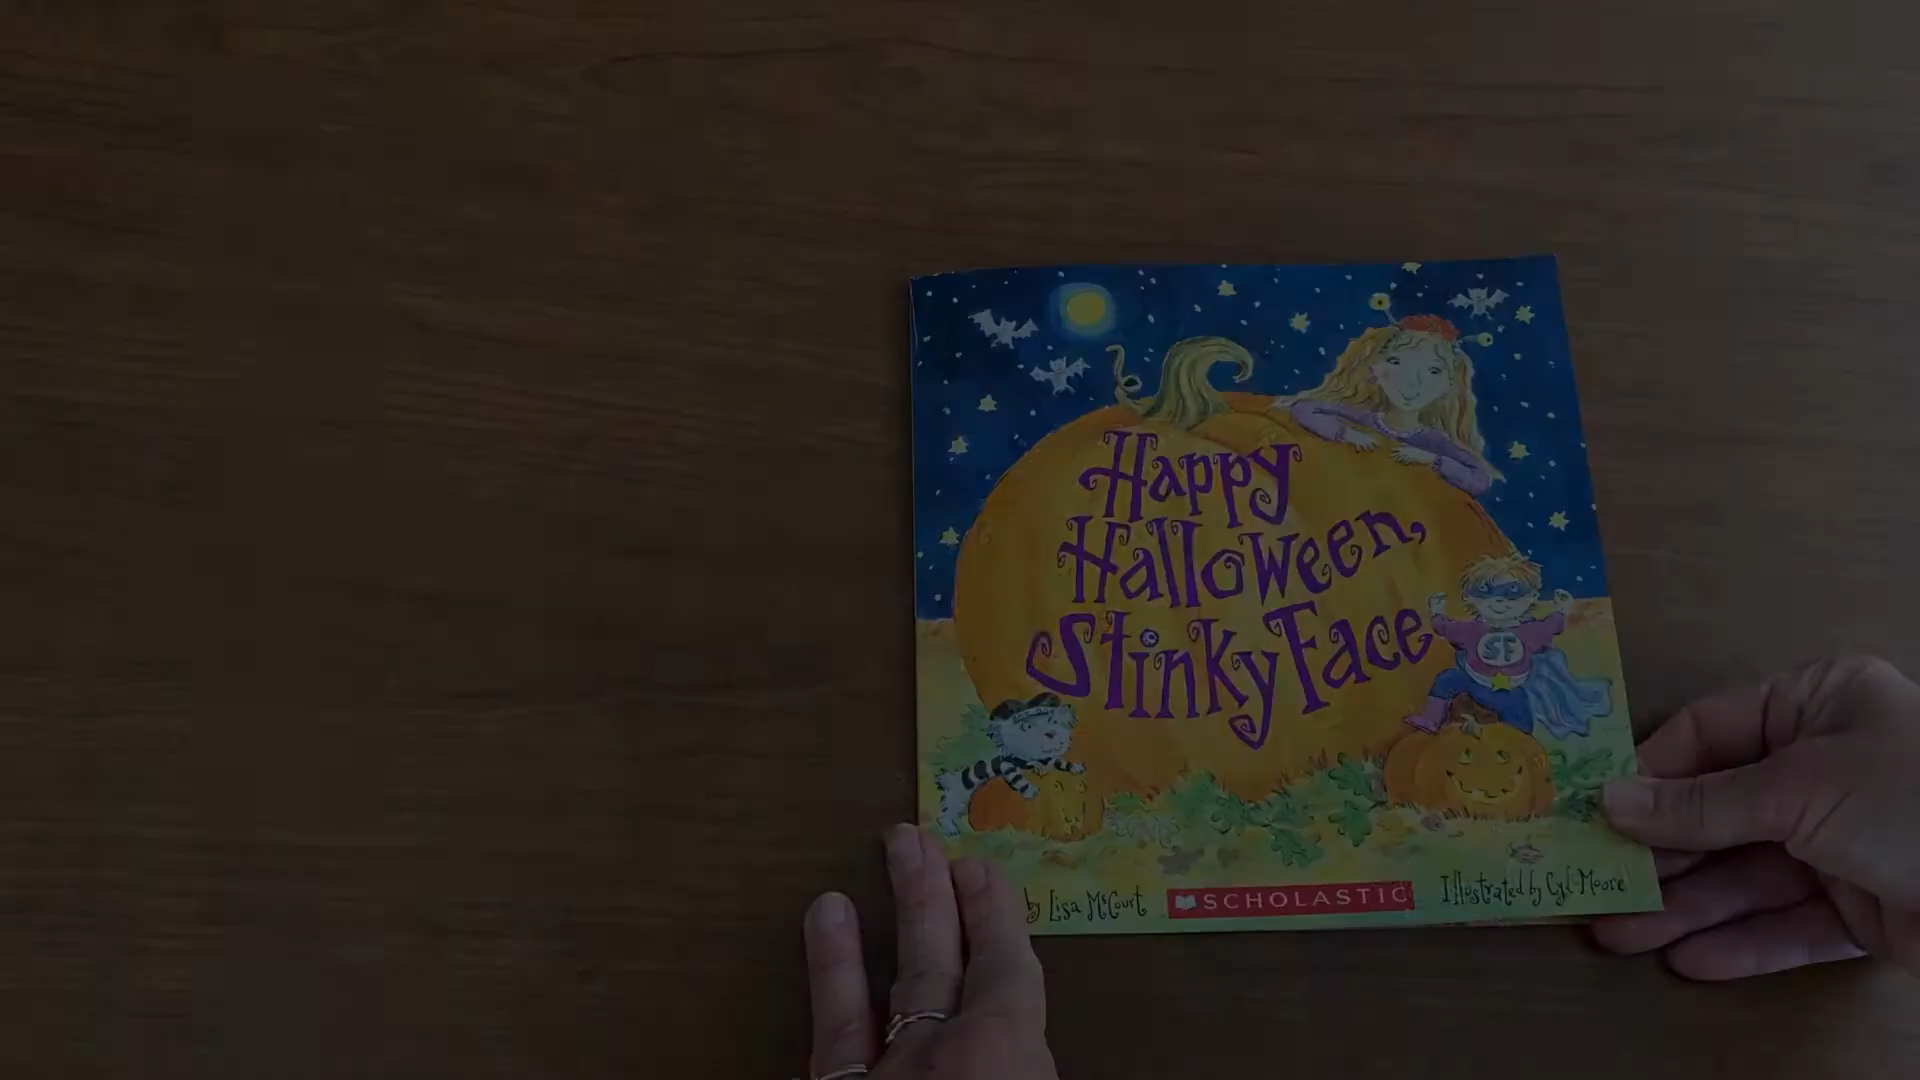 Happy
Halloween,
Stinky Face
SF
by Lisa McCourt
SCHOLASTIC
Illustrated by Cyd Moore